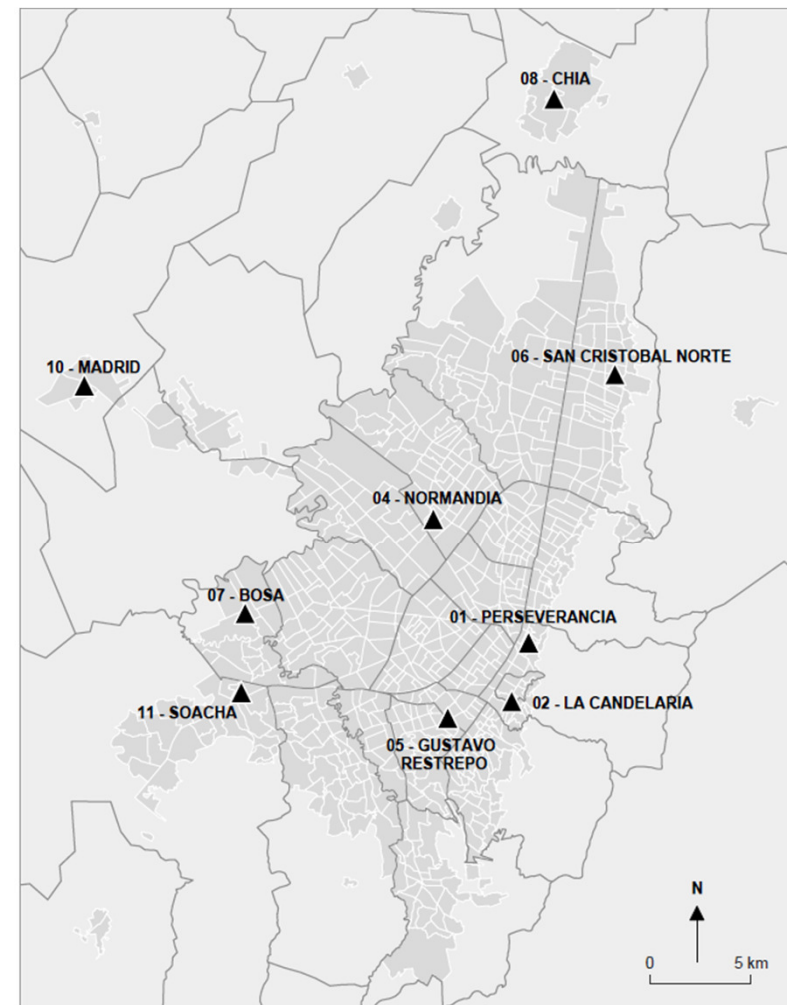 08 - CHIA
06 - SAN CRISTOBAL NORTE
10 - MADRID
04 - NORMANDIA
07 - BOSA
01 - PERSEVERANCIA
02 - LA CANDELARIA
11 - SOACHA
05 - GUSTAVO
RESTREPO
N
0 5 km